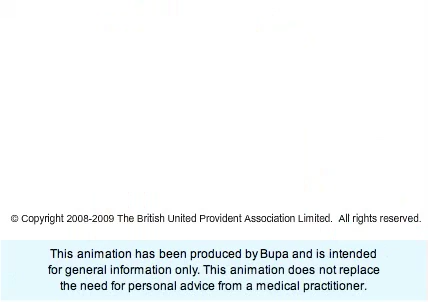 © Copyright 2008-2009 The British United Provident Association Limited. All rights reserved.
This animation has been produced by Bupa and is intended
for general information only. This animation does not replace
the need for personal advice from a medical practitioner.